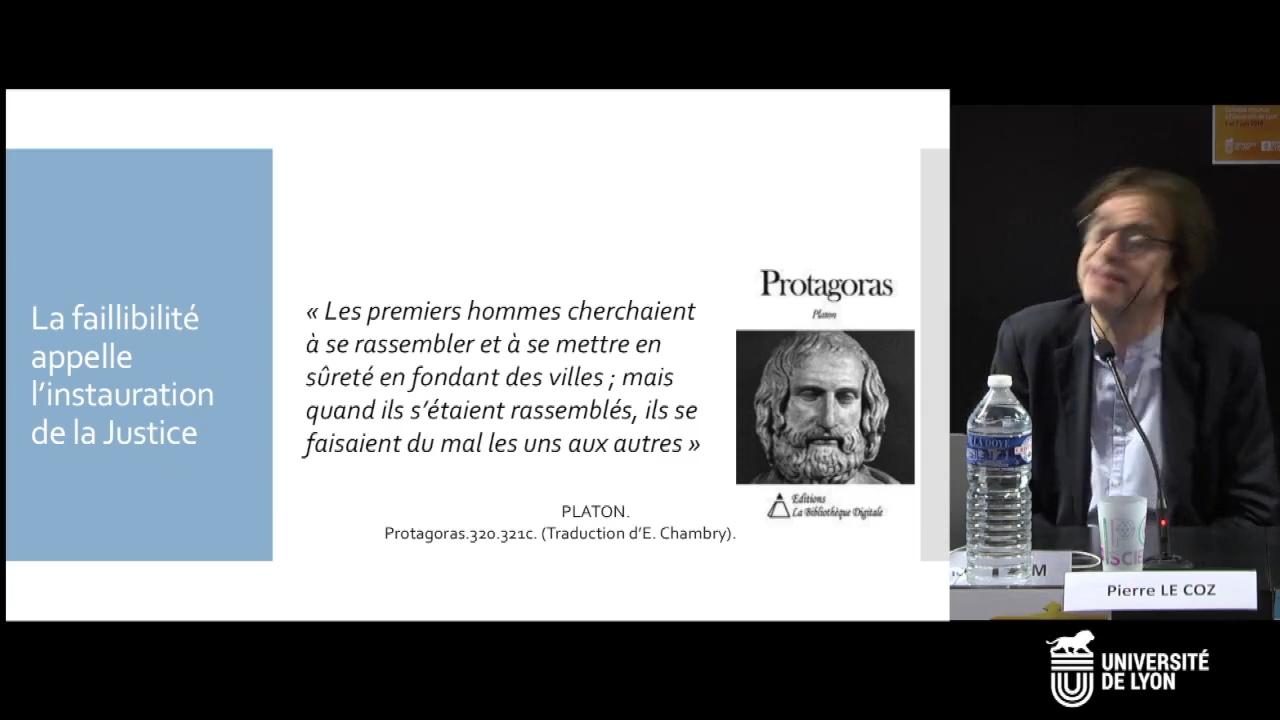 La faillibilité
appelle
l’instauration
de la Justice
« Les premiers hommes cherchaient
à se rassembler et à se mettre en
sûreté en fondant des villes ; mais
quand ils s’étaient rassemblés, ils se
faisaient du mal les uns aux autres »
PLATON.
Protagoras.320.321c. (Traduction d’E. Chambry).
Protagoras
Platon
Editions
La Bibliothèque Digitale
Pierre LE COZ
UNIVERSITÉ
DE LYON